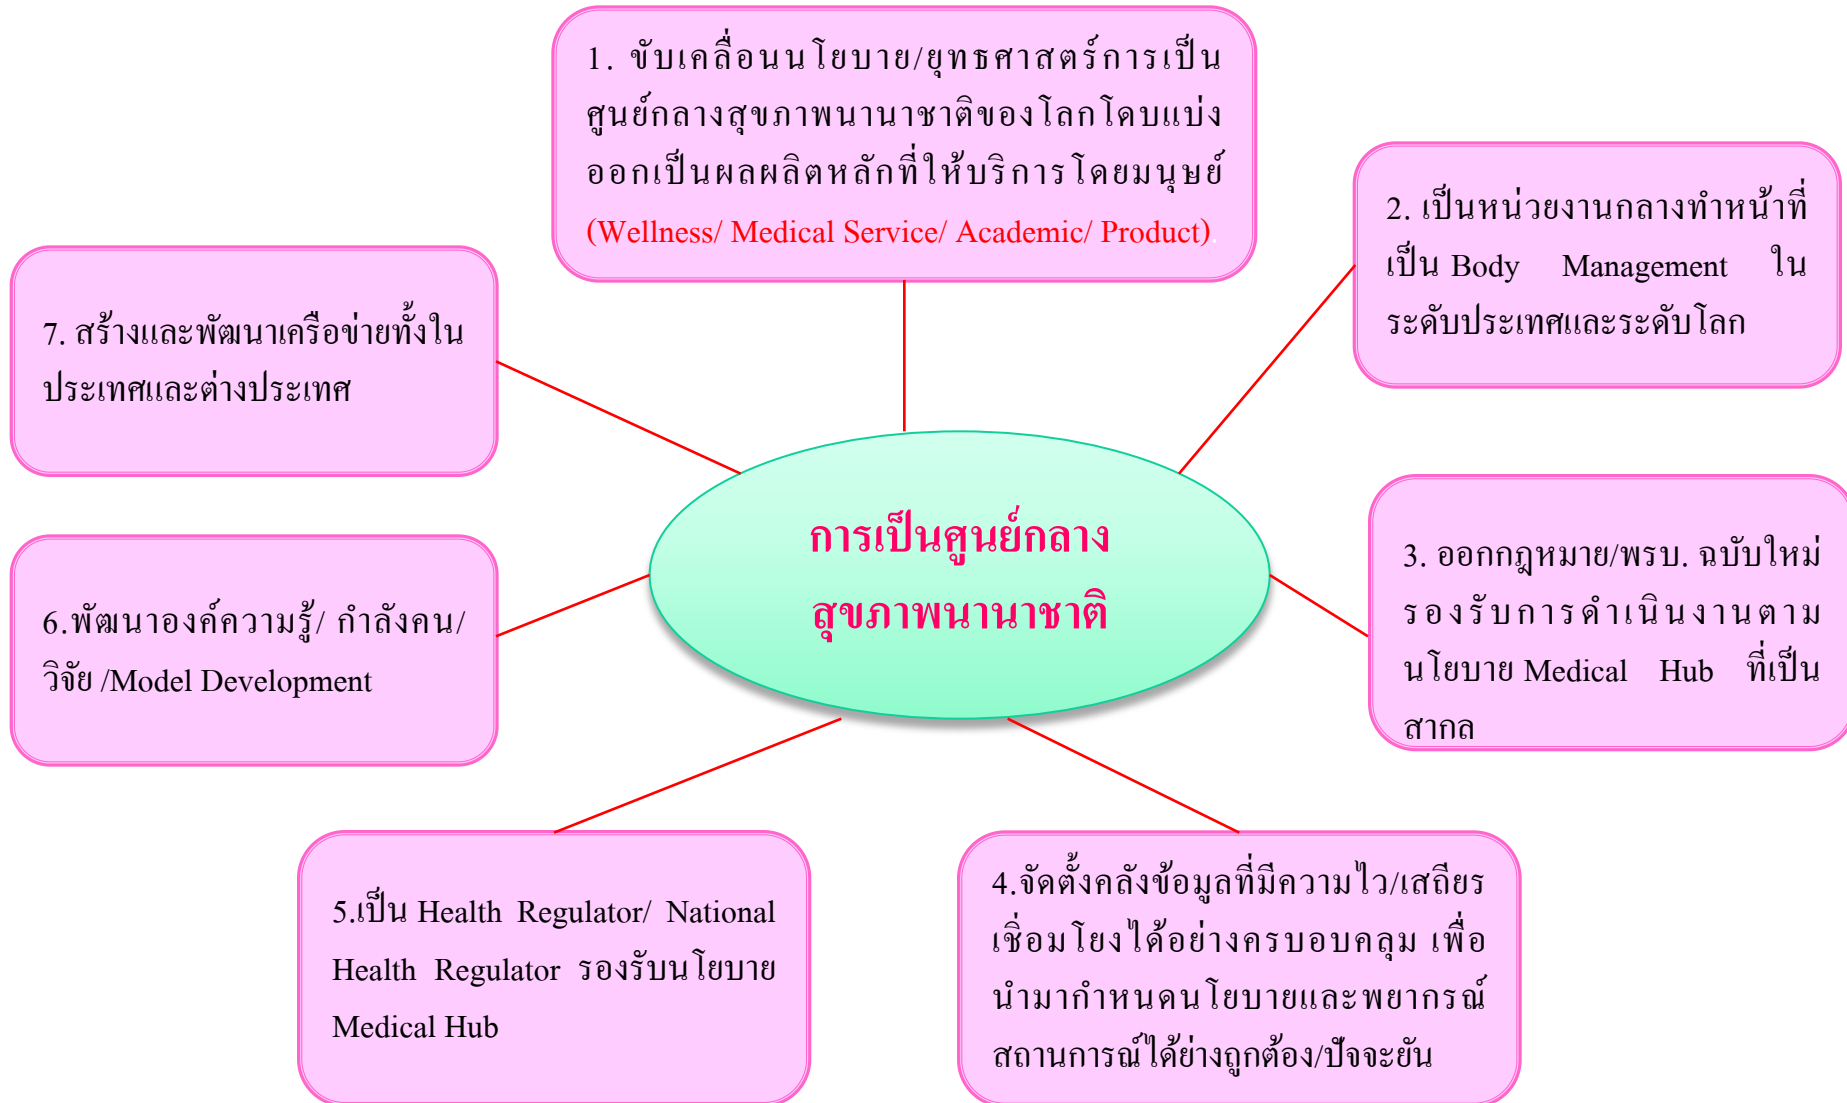 1. ขับเคลื่อนนโยบาย/ยุทธศาสตร์การเป็น
ศูนย์กลางสุขภาพนานาชาติของโลกโดบแบ่ง
ออกเป็นผลผลิตหลักที่ให้บริการโดยมนุษย์
(Wellness/ Medical Service/ Academic/ Product).
2. เป็นหน่วยงานกลางทำหน้าที่
เป็น Body Management ใน
ระดับประเทศและระดับโลก
3. ออกกฎหมาย/พรบ. ฉบับใหม่
รองรับการดำเนินงานตาม
นโยบาย Medical Hub ที่เป็น
สากล
4.จัดตั้งคลังข้อมูลที่มีความไว/เสถียร
เชิ่อมโยงได้อย่างครบอบคลุม เพื่อ
นำมากำหนดนโยบายและพยากรณ์
สถานการณ์ได้ย่างถูกต้อง/ปัจจะยัน
5.เป็น Health Regulator/ National
Health Regulator รองรับนโยบาย
Medical Hub
6.พัฒนาองค์ความรู้/ กำลังคน/
วิจัย /Model Development
7. สร้างและพัฒนาเครือข่ายทั้งใน
ประเทศและต่างประเทศ
การเป็นศูนย์กลาง
สุขภาพนานาชาติ